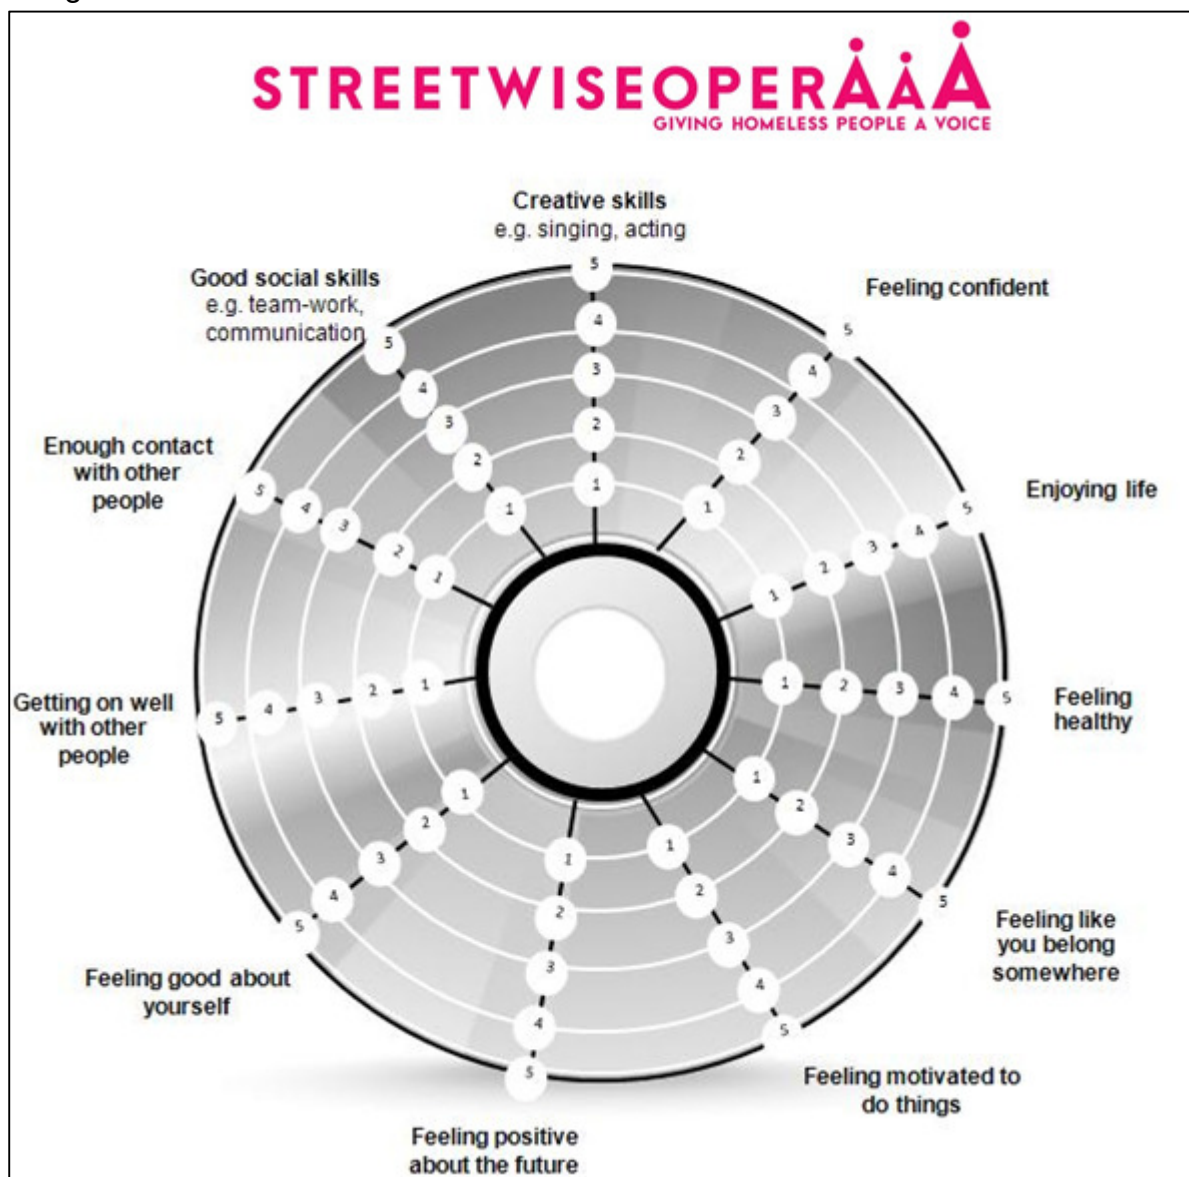 STREETWISEOPERAAA
GIVING HOMELESS PEOPLE A VOICE
Creative skills
e.g. singing, acting
Good social skills
e.g. team-work,
communication
Feeling confident
Enough contact
with other
people
Enjoying life
Getting on well
with other
people
Feeling
healthy
Feeling like
you belong
somewhere
Feeling good about
yourself
Feeling motivated to
do things
Feeling positive
about the future
5
4
3
2
1
5
4
3
2
1
5
4
3
2
1
5
4
3
2
1
5
4
3
2
1
5
4
3
2
1
5
4
3
2
1
5
4
3
2
1
5
4
3
2
1
5
4
3
2
1
5
4
3
2
1